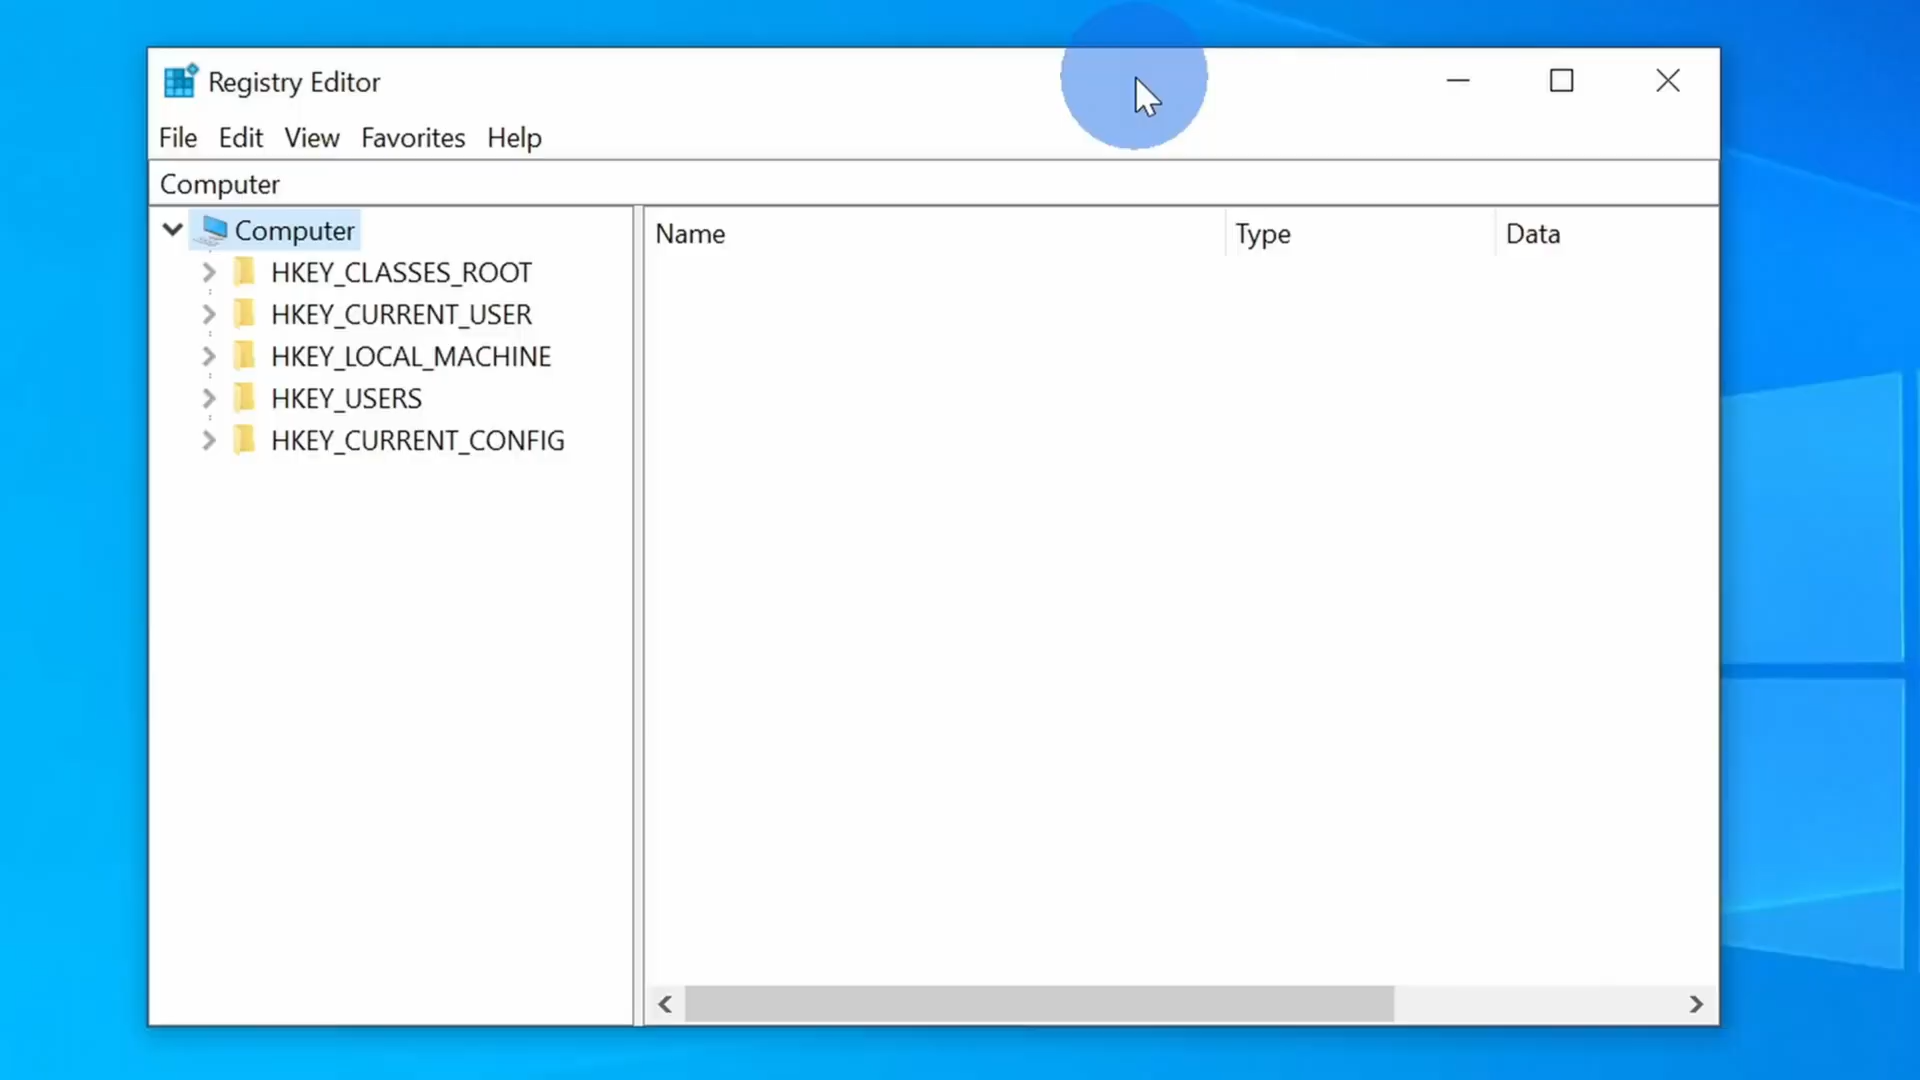 Registry Editor
File Edit View Favorites Help
Computer
Computer
HKEY_CLASSES_ROOT
HKEY_CURRENT_USER
HKEY_LOCAL_MACHINE
HKEY_USERS
HKEY_CURRENT_CONFIG
Name Type Data